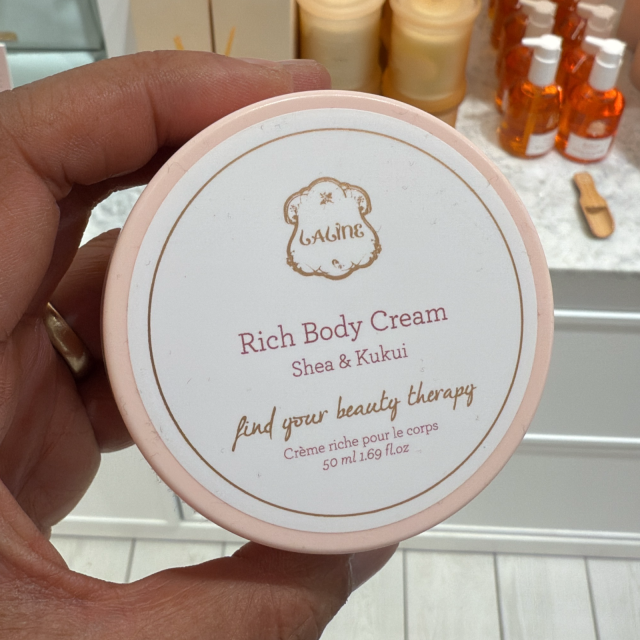 LALINE
Rich Body Cream
Shea & Kukui
find your beauty therapy
Crème riche pour le corps
50 ml 1.69 fl.oz